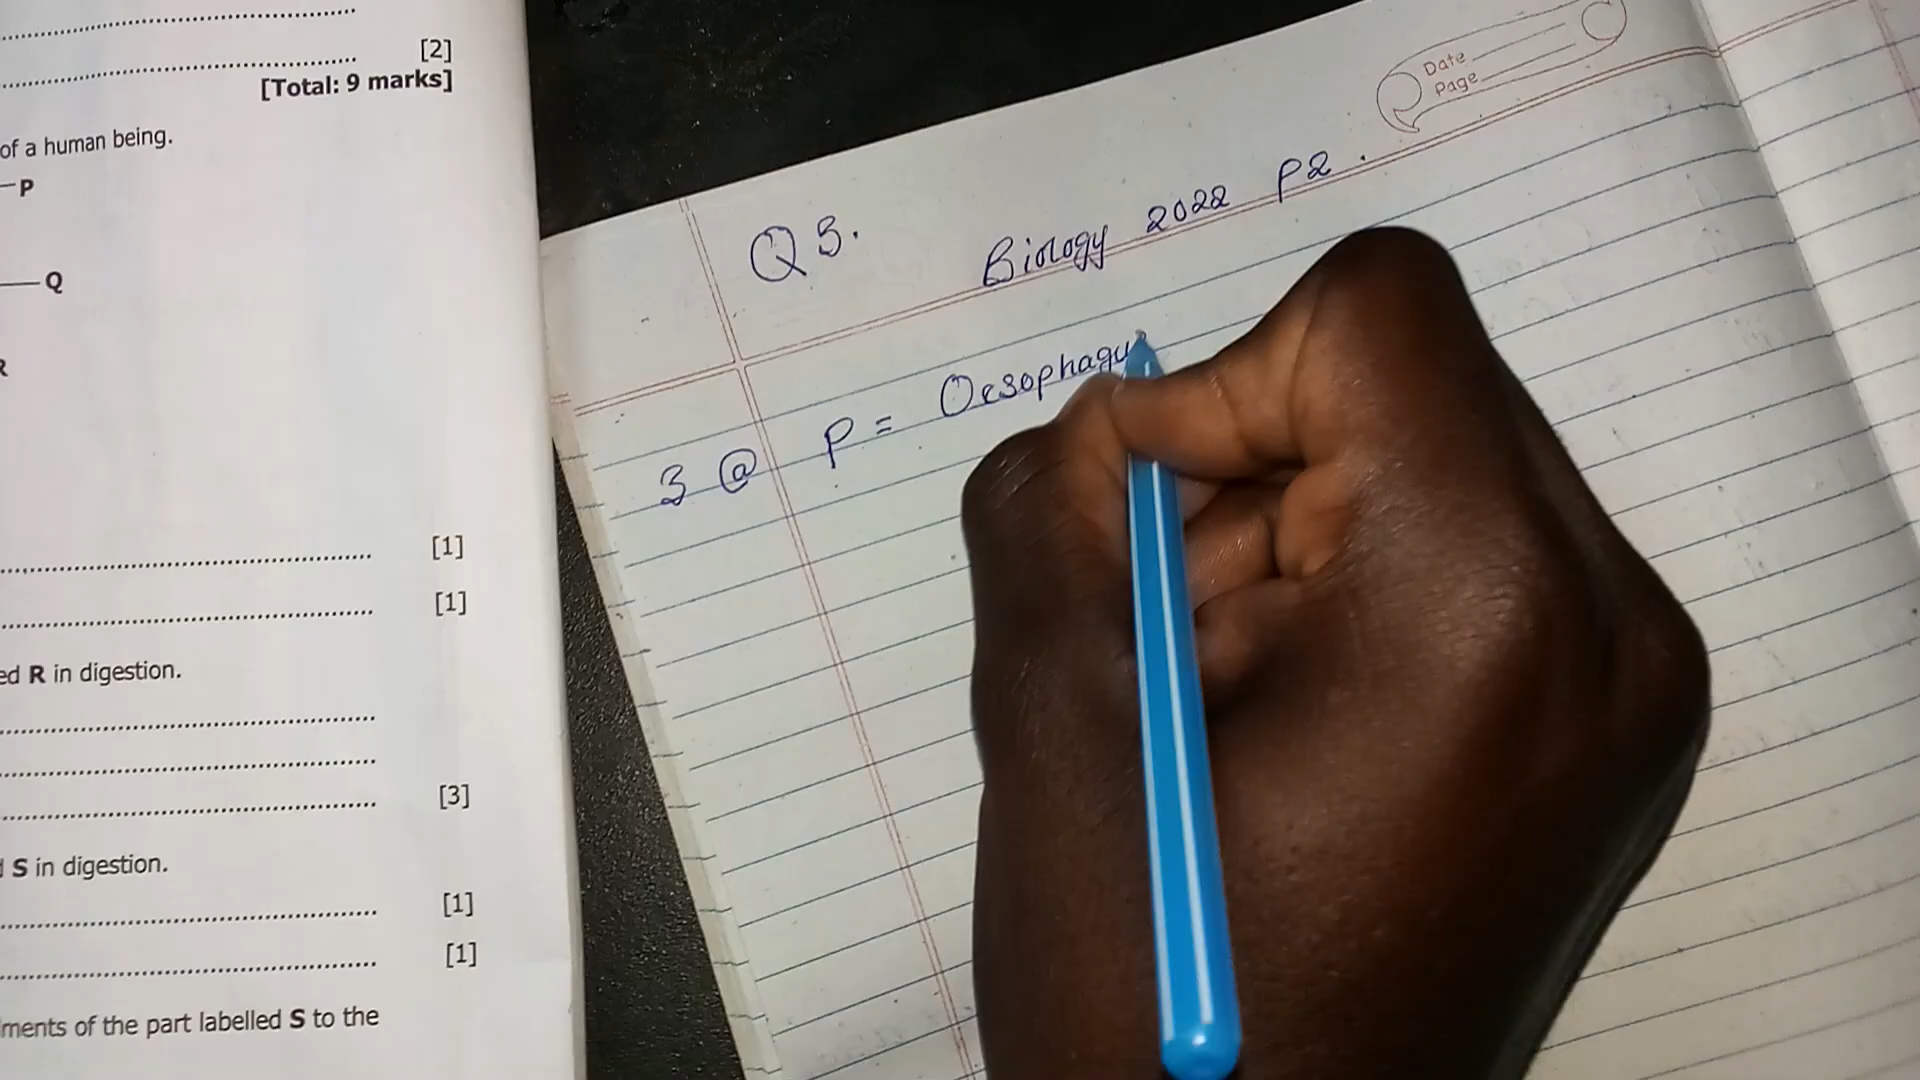 [2]
[Total: 9 marks]
of a human being.
P
Q
R
[1]
[1]
ed R in digestion.
[3]
S in digestion.
[1]
[1]
ments of the part labelled S to the
Date
Page
Q 3. Biology 2022 P2.
3 @ P = Oesophagu